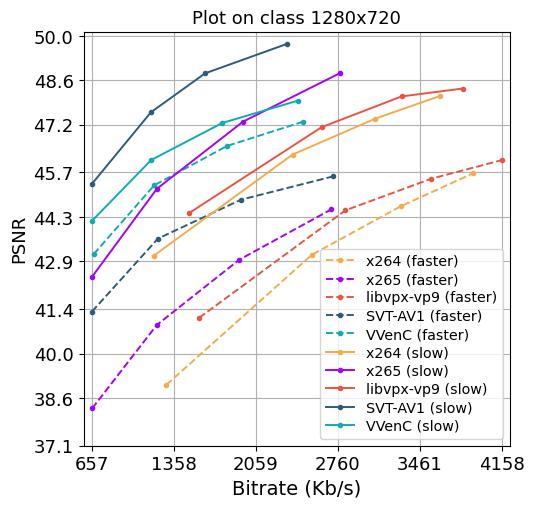 Plot on class 1280x720
50.0
48.6
47.2
45.7
44.3
42.9
41.4
40.0
38.6
37.1
PSNR
x264 (faster)
x265 (faster)
libvpx-vp9 (faster)
SVT-AV1 (faster)
VVenC (faster)
x264 (slow)
x265 (slow)
libvpx-vp9 (slow)
SVT-AV1 (slow)
VVenC (slow)
657 1358 2059 2760 3461 4158
Bitrate (Kb/s)